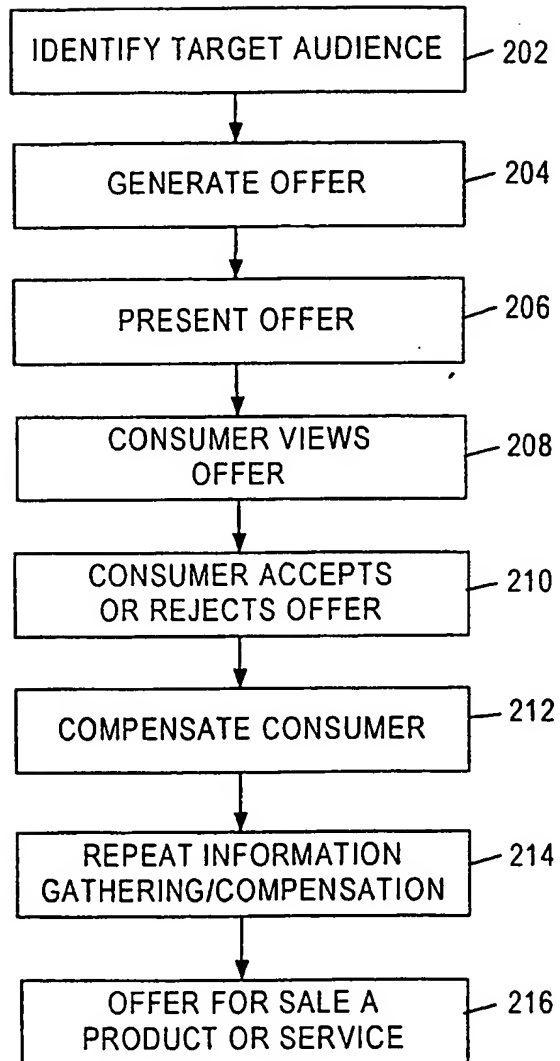 IDENTIFY TARGET AUDIENCE 202
GENERATE OFFER 204
PRESENT OFFER 206
CONSUMER VIEWS
OFFER 208
CONSUMER ACCEPTS
OR REJECTS OFFER 210
COMPENSATE CONSUMER 212
REPEAT INFORMATION
GATHERING/COMPENSATION 214
OFFER FOR SALE A
PRODUCT OR SERVICE 216